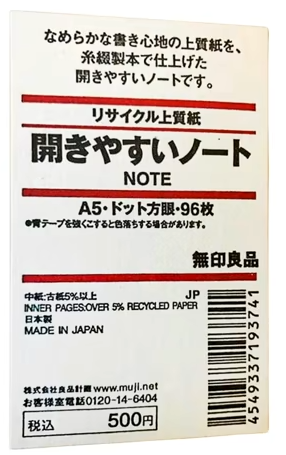 なめらかな書き心地の上質紙を、
糸綴製本で仕上げた
開きやすいノートです。
リサイクル上質紙
開きやすいノート
NOTE
A5・ドット方眼・96枚
●背テープを強くこすると色落ちする場合があります。
無印良品
中紙:古紙5%以上
INNER PAGES:OVER 5% RECYCLED PAPER
日本製
MADE IN JAPAN
JP
4549337193741
株式会社良品計画 www.muji.net
お客様室電話0120-14-6404
税込 500円